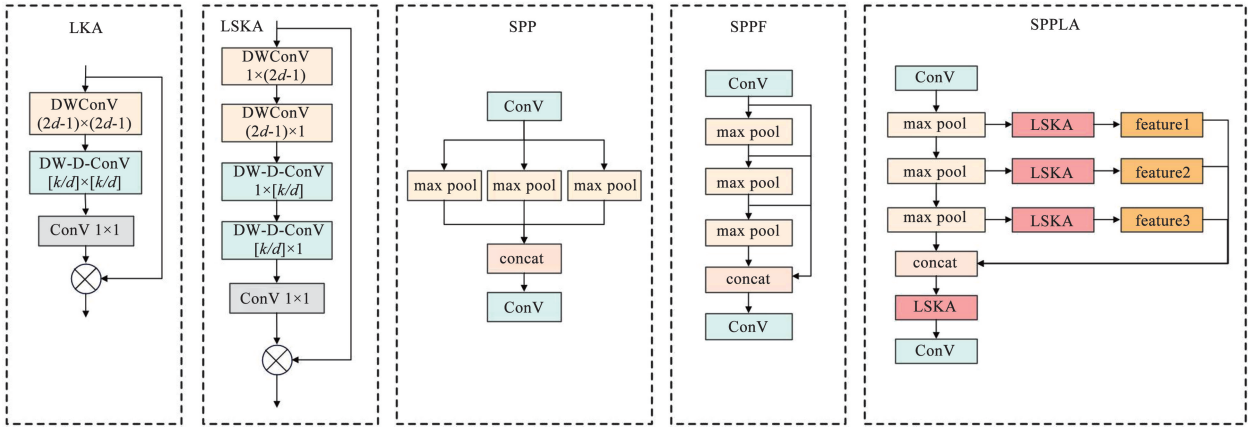 LKA
DWConV
(2d-1)×(2d-1)
DW-D-ConV
[k/d]×[k/d]
ConV 1×1
LSKA
DWConV
1×(2d-1)
DWConV
(2d-1)×1
DW-D-ConV
1×[k/d]
DW-D-ConV
[k/d]×1
ConV 1×1
SPP
ConV
max pool max pool max pool
concat
ConV
SPPF
ConV
max pool
max pool
max pool
concat
ConV
SPPLA
ConV
max pool LSKA feature1
max pool LSKA feature2
max pool LSKA feature3
concat
LSKA
ConV